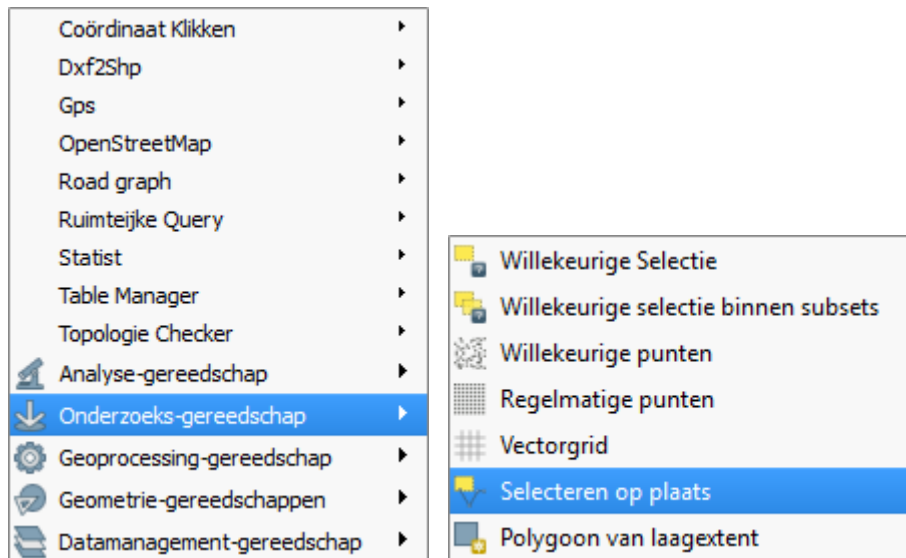 Coördinaat Klikken
Dxf2Shp
Gps
OpenStreetMap
Road graph
Ruimteijke Query
Statist
Table Manager
Topologie Checker
Analyse-gereedschap
Onderzoeks-gereedschap
Geoprocessing-gereedschap
Geometrie-gereedschappen
Datamanagement-gereedschap
Willekeurige Selectie
Willekeurige selectie binnen subsets
Willekeurige punten
Regelmatige punten
Vectorgrid
Selecteren op plaats
Polygoon van laagextent